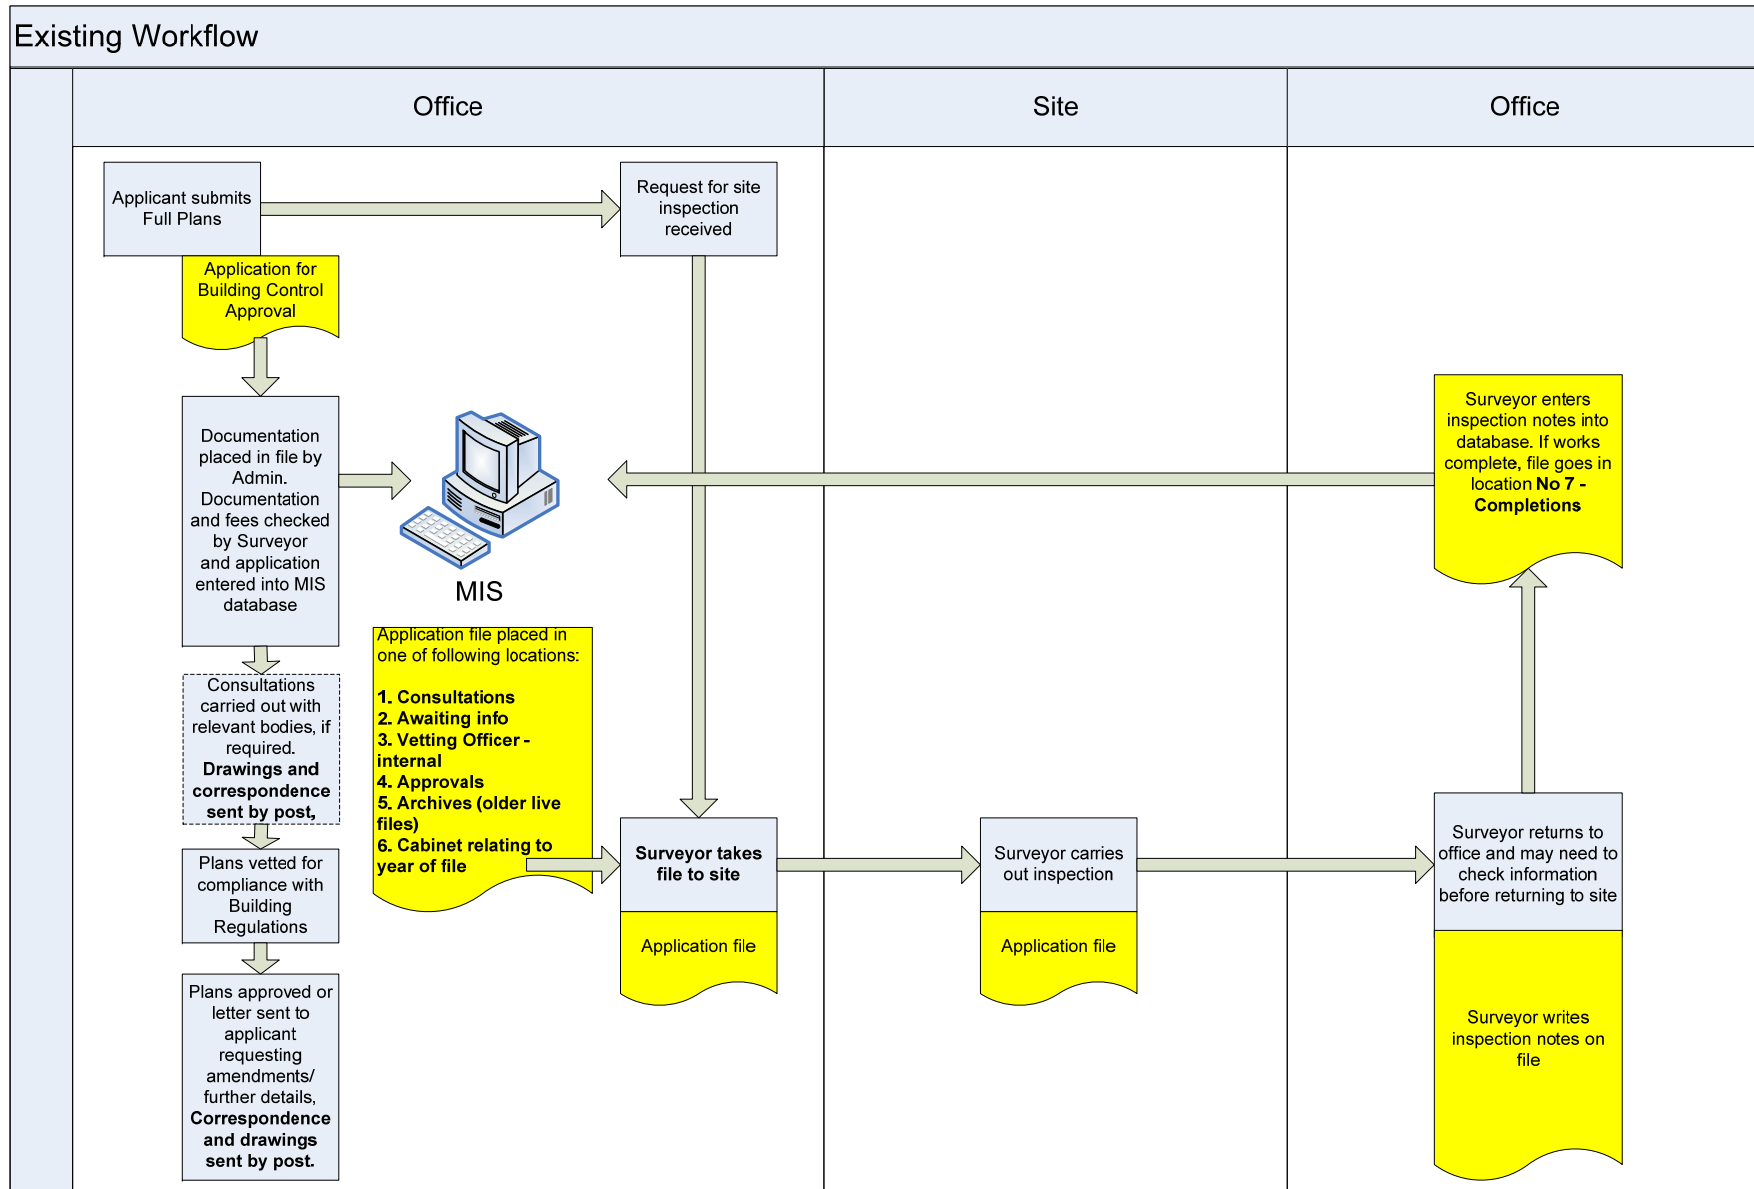 Existing Workflow
Office
Site
Office
Applicant submits
Full Plans
Request for site
inspection
received
Application for
Building Control
Approval
Documentation
placed in file by
Admin.
Documentation
and fees checked
by Surveyor
and application
entered into MIS
database
MIS
Surveyor enters
inspection notes into
database. If works
complete, file goes in
location No 7 -
Completions
Consultations
carried out with
relevant bodies, if
required.
Drawings and
correspondence
sent by post,
Application file placed in
one of following locations:
1. Consultations
2. Awaiting info
3. Vetting Officer -
internal
4. Approvals
5. Archives (older live
files)
6. Cabinet relating to
year of file
Plans vetted for
compliance with
Building
Regulations
Plans approved or
letter sent to
applicant
requesting
amendments/
further details,
Correspondence
and drawings
sent by post.
Surveyor takes
file to site
Application file
Surveyor carries
out inspection
Application file
Surveyor returns to
office and may need to
check information
before returning to site
Surveyor writes
inspection notes on
file